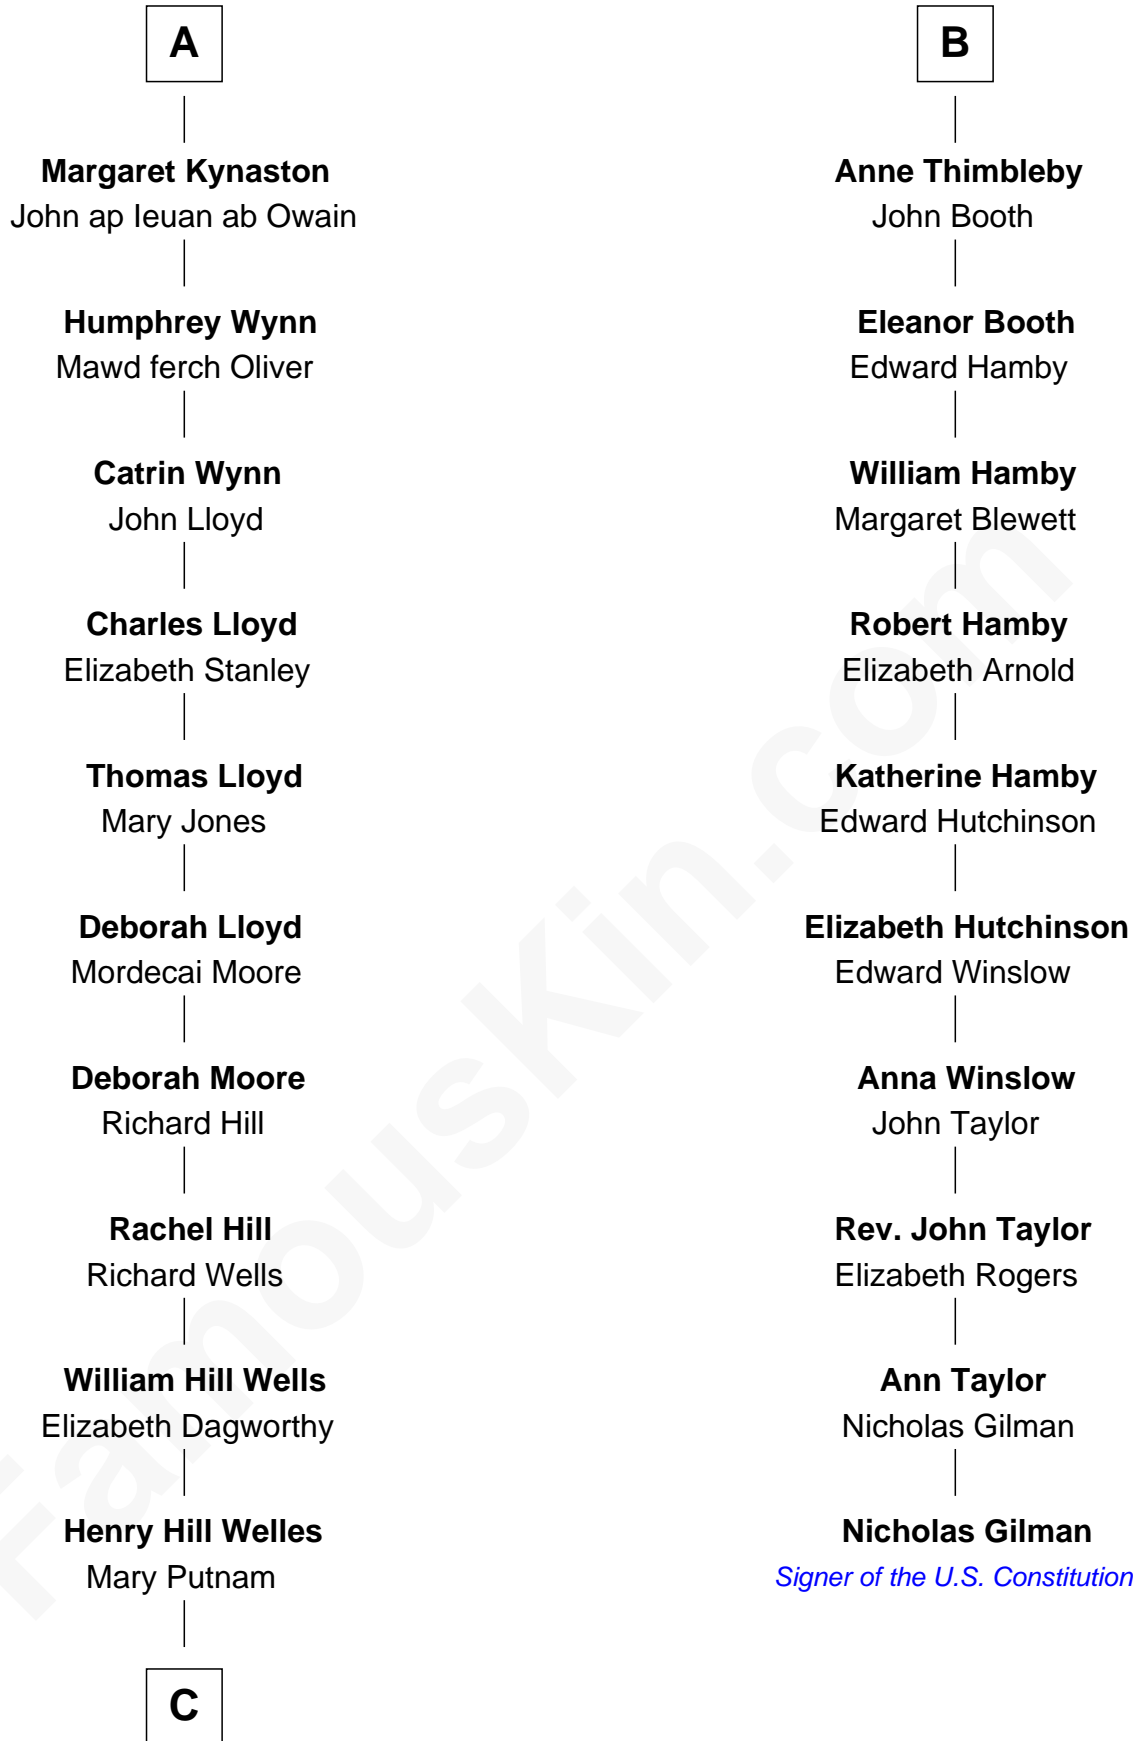 A
Margaret Kynaston
John ap Ieuan ab Owain
Humphrey Wynn
Mawd ferch Oliver
Catrin Wynn
John Lloyd
Charles Lloyd
Elizabeth Stanley
Thomas Lloyd
Mary Jones
Deborah Lloyd
Mordecai Moore
Deborah Moore
Richard Hill
Rachel Hill
Richard Wells
William Hill Wells
Elizabeth Dagworthy
Henry Hill Welles
Mary Putnam
C
B
Anne Thimbleby
John Booth
Eleanor Booth
Edward Hamby
William Hamby
Margaret Blewett
Robert Hamby
Elizabeth Arnold
Katherine Hamby
Edward Hutchinson
Elizabeth Hutchinson
Edward Winslow
Anna Winslow
John Taylor
Rev. John Taylor
Elizabeth Rogers
Ann Taylor
Nicholas Gilman
Nicholas Gilman
Signer of the U.S. Constitution
FamousKin.com